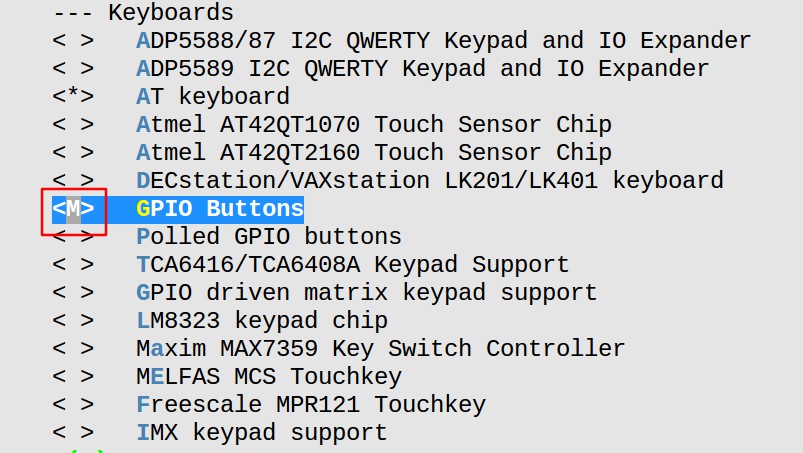 --- Keyboards
< > ADP5588/87 I2C QWERTY Keypad and IO Expander
< > ADP5589 I2C QWERTY Keypad and IO Expander
<*> AT keyboard
< > Atmel AT42QT1070 Touch Sensor Chip
< > Atmel AT42QT2160 Touch Sensor Chip
< > DECstation/VAXstation LK201/LK401 keyboard
<M> GPIO Buttons
< > Polled GPIO buttons
< > TCA6416/TCA6408A Keypad Support
< > GPIO driven matrix keypad support
< > LM8323 keypad chip
< > Maxim MAX7359 Key Switch Controller
< > MELFAS MCS Touchkey
< > Freescale MPR121 Touchkey
< > IMX keypad support